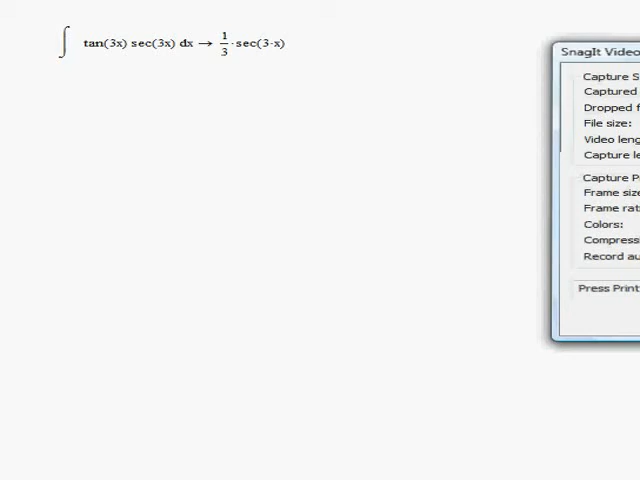 ∫ tan(3x) sec(3x) dx → 1/3 · sec(3·x)
SnagIt Video
Capture S
Captured
Dropped f
File size:
Video leng
Capture le
Capture P
Frame size
Frame rat
Colors:
Compressi
Record au
Press Print